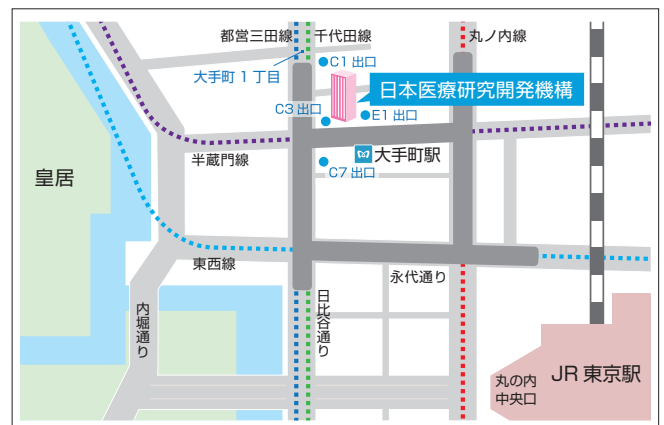 都営三田線
千代田線
丸ノ内線
C1 出口
大手町 1 丁目
日本医療研究開発機構
C3 出口
E1 出口
半蔵門線
大手町駅
C7 出口
皇居
東西線
永代通り
内堀通り
日比谷通り
丸の内
中央口
JR 東京駅